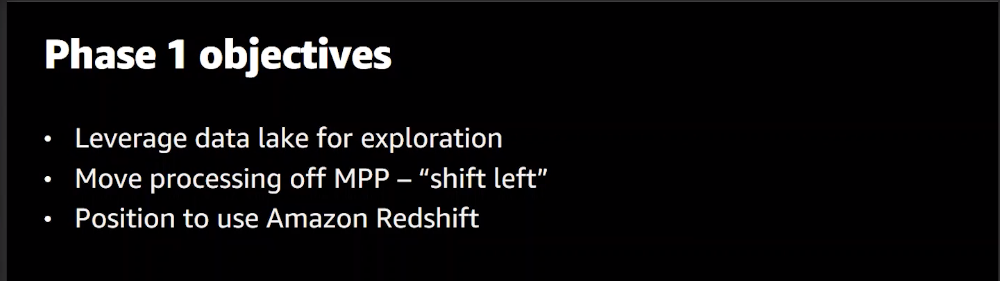 Phase 1 objectives
• Leverage data lake for exploration
• Move processing off MPP – “shift left”
• Position to use Amazon Redshift